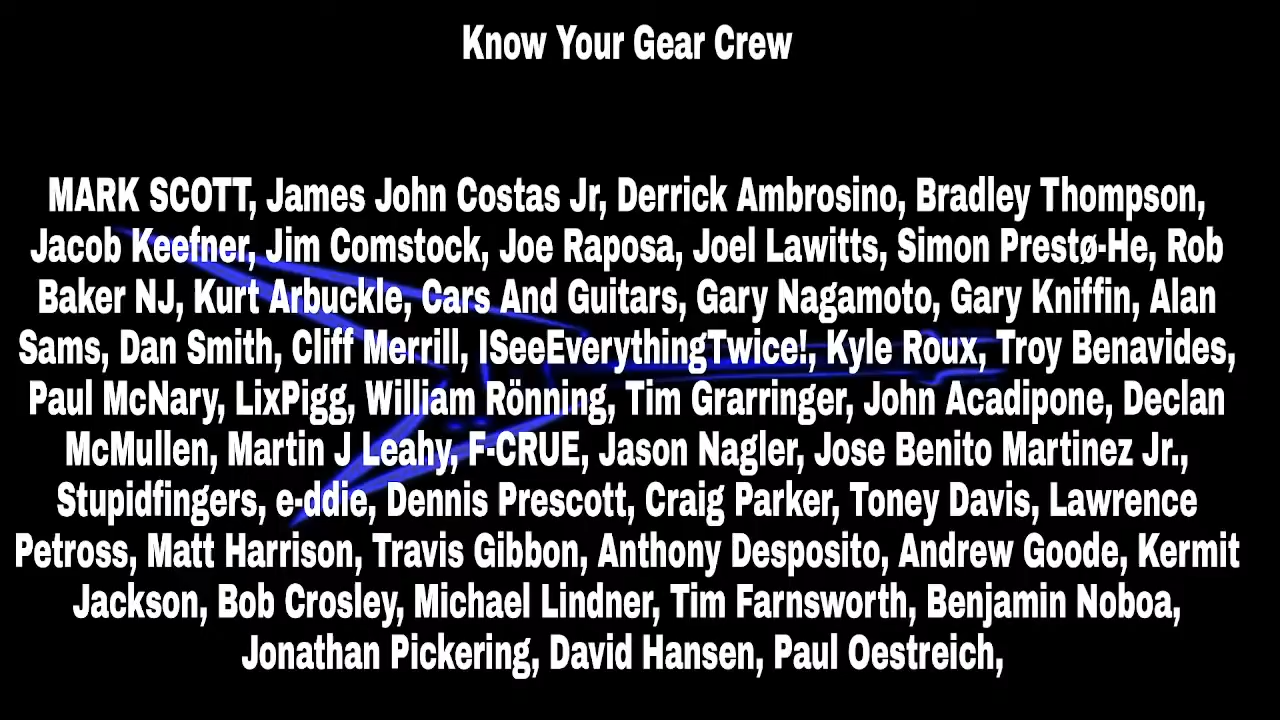 Know Your Gear Crew
MARK SCOTT, James John Costas Jr, Derrick Ambrosino, Bradley Thompson,
Jacob Keefner, Jim Comstock, Joe Raposa, Joel Lawitts, Simon Prestø-He, Rob
Baker NJ, Kurt Arbuckle, Cars And Guitars, Gary Nagamoto, Gary Kniffin, Alan
Sams, Dan Smith, Cliff Merrill, ISeeEverythingTwice!, Kyle Roux, Troy Benavides,
Paul McNary, LixPigg, William Rönning, Tim Grarringer, John Acadipone, Declan
McMullen, Martin J Leahy, F-CRUE, Jason Nagler, Jose Benito Martinez Jr.,
Stupidfingers, e-ddie, Dennis Prescott, Craig Parker, Toney Davis, Lawrence
Petross, Matt Harrison, Travis Gibbon, Anthony Desposito, Andrew Goode, Kermit
Jackson, Bob Crosley, Michael Lindner, Tim Farnsworth, Benjamin Noboa,
Jonathan Pickering, David Hansen, Paul Oestreich,